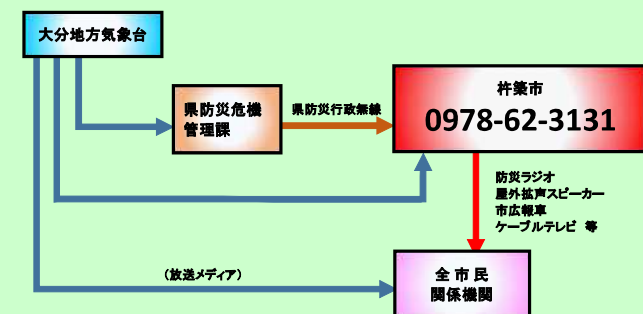 大分地方気象台
県防災危機
管理課
県防災行政無線
杵築市
0978-62-3131
防災ラジオ
屋外拡声スピーカー
市広報車
ケーブルテレビ 等
(放送メディア)
全市民
関係機関